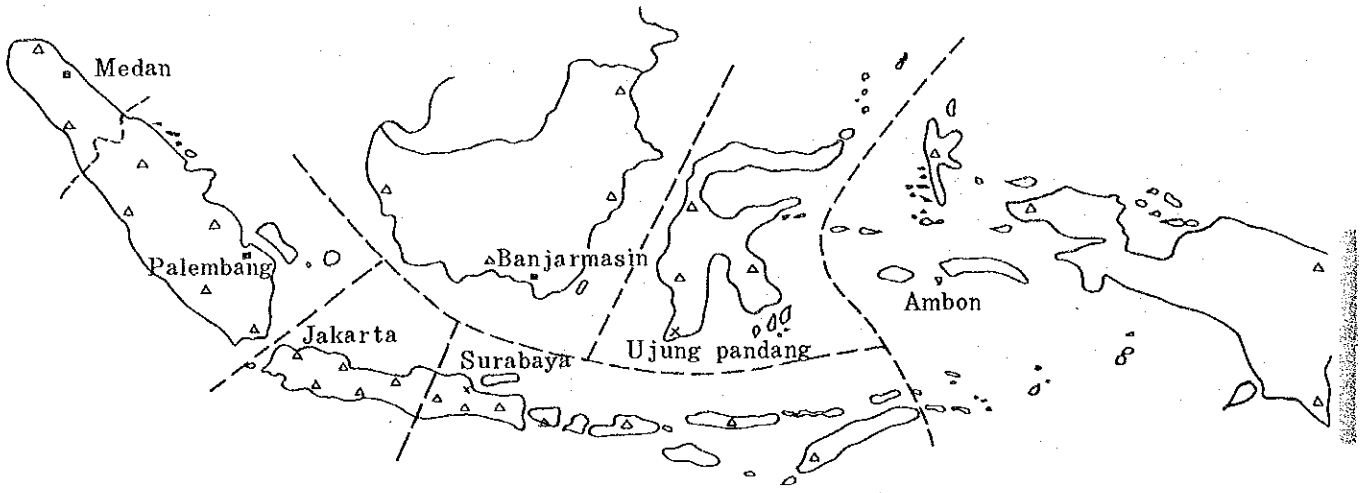 Medan
Palembang
Banjarmasin
Jakarta
Surabaya
Ujung pandang
Ambon